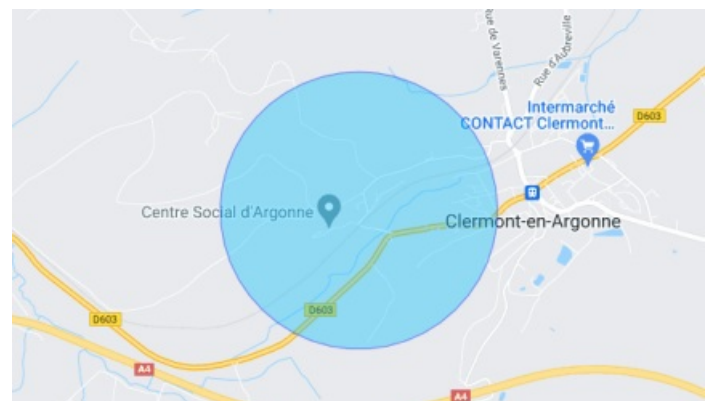 Rue de Varennes
Rue d'Aubréville
Intermarché
CONTACT Clermont...
D603
Centre Social d'Argonne
Clermont-en-Argonne
D603
D603
A4
A4